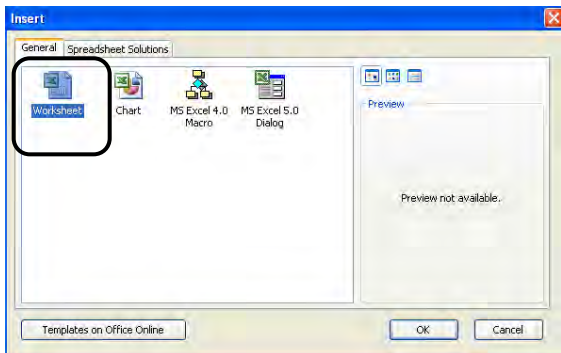 Insert
General Spreadsheet Solutions
Worksheet Chart MS Excel 4.0 MS Excel 5.0
Macro Dialog
Preview
Preview not available.
Templates on Office Online OK Cancel